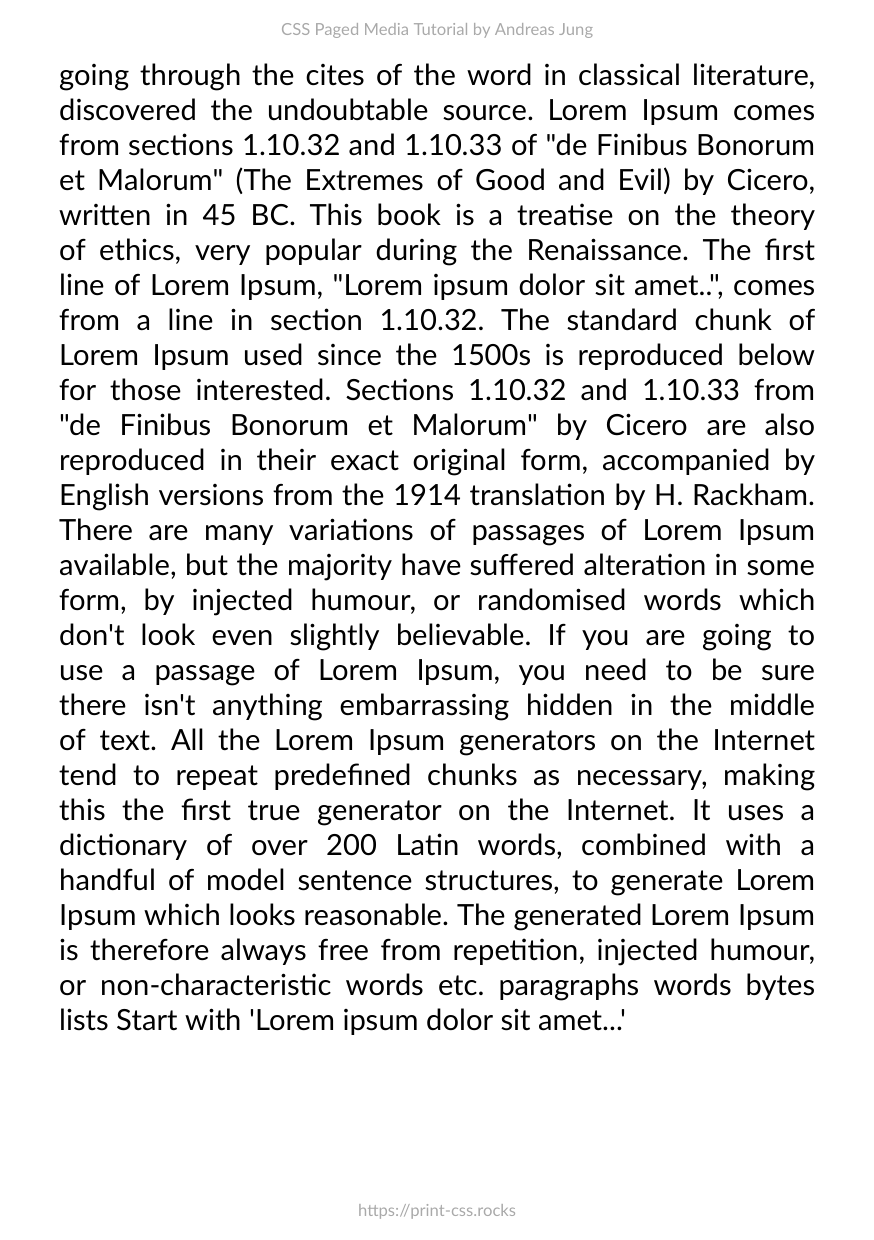 CSS Paged Media Tutorial by Andreas Jung
going through the cites of the word in classical literature,
discovered the undoubtable source. Lorem Ipsum comes
from sections 1.10.32 and 1.10.33 of "de Finibus Bonorum
et Malorum" (The Extremes of Good and Evil) by Cicero,
written in 45 BC. This book is a treatise on the theory
of ethics, very popular during the Renaissance. The first
line of Lorem Ipsum, "Lorem ipsum dolor sit amet..", comes
from a line in section 1.10.32. The standard chunk of
Lorem Ipsum used since the 1500s is reproduced below
for those interested. Sections 1.10.32 and 1.10.33 from
"de Finibus Bonorum et Malorum" by Cicero are also
reproduced in their exact original form, accompanied by
English versions from the 1914 translation by H. Rackham.
There are many variations of passages of Lorem Ipsum
available, but the majority have suffered alteration in some
form, by injected humour, or randomised words which
don't look even slightly believable. If you are going to
use a passage of Lorem Ipsum, you need to be sure
there isn't anything embarrassing hidden in the middle
of text. All the Lorem Ipsum generators on the Internet
tend to repeat predefined chunks as necessary, making
this the first true generator on the Internet. It uses a
dictionary of over 200 Latin words, combined with a
handful of model sentence structures, to generate Lorem
Ipsum which looks reasonable. The generated Lorem Ipsum
is therefore always free from repetition, injected humour,
or non-characteristic words etc. paragraphs words bytes
lists Start with 'Lorem ipsum dolor sit amet...'
https://print-css.rocks